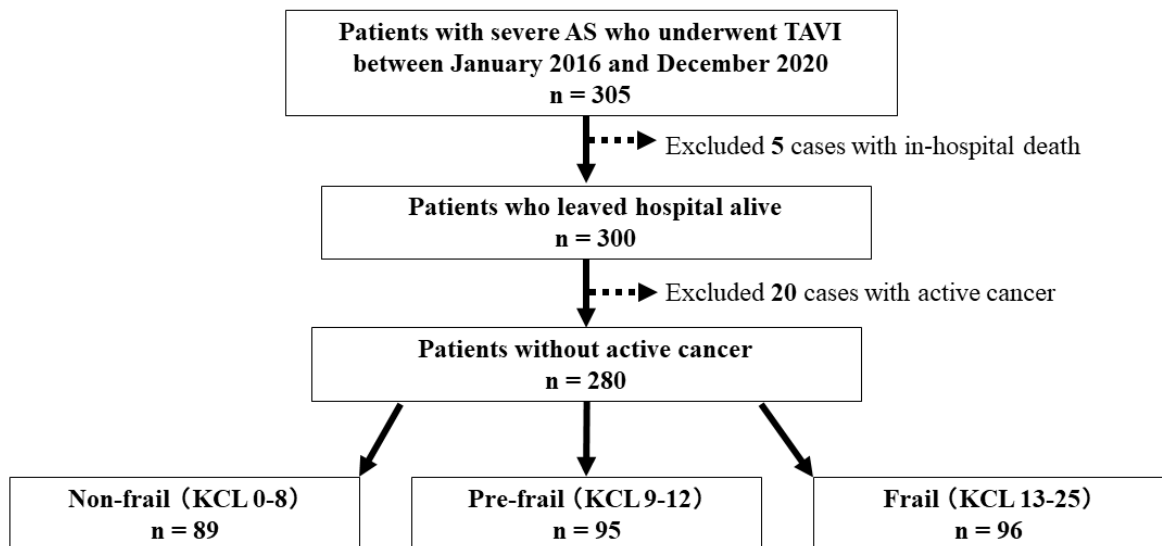 Patients with severe AS who underwent TAVI
between January 2016 and December 2020
n = 305
Excluded 5 cases with in-hospital death
Patients who leaved hospital alive
n = 300
Excluded 20 cases with active cancer
Patients without active cancer
n = 280
Non-frail（KCL 0-8）
n = 89
Pre-frail（KCL 9-12）
n = 95
Frail（KCL 13-25）
n = 96